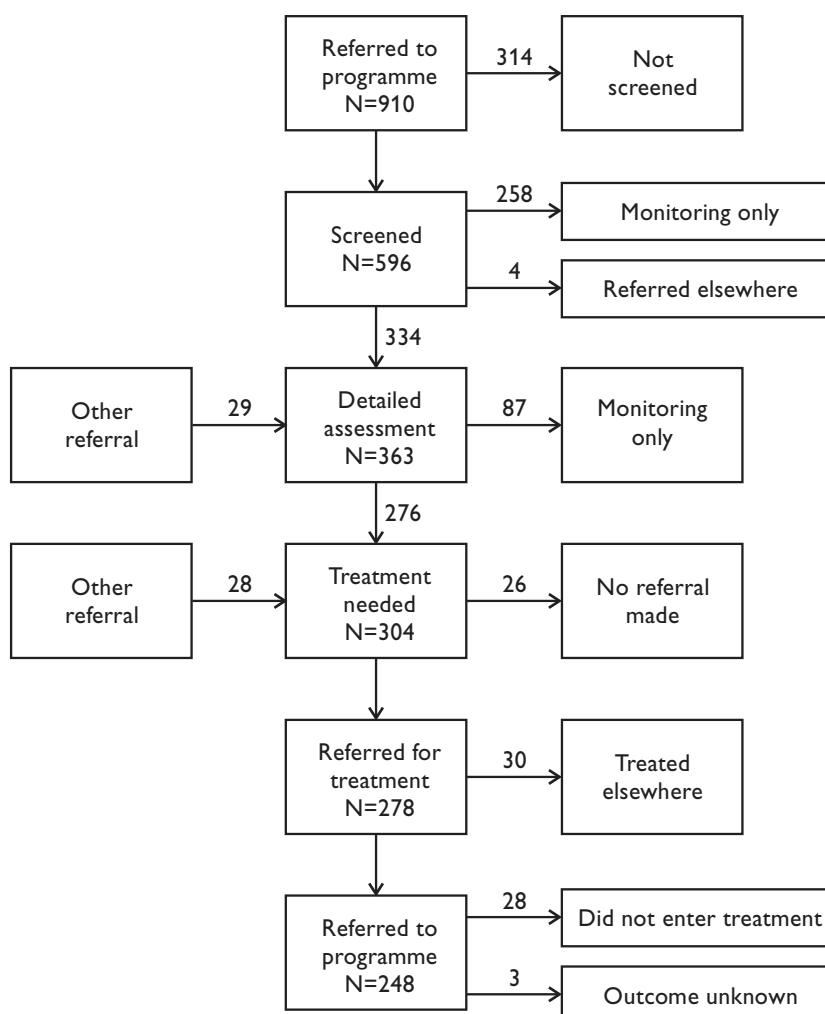 Referred to
programme
N=910
314
Not
screened
Screened
N=596
258
Monitoring only
4
Referred elsewhere
334
Other
referral
29
Detailed
assessment
N=363
87
Monitoring
only
276
Other
referral
28
Treatment
needed
N=304
26
No referral
made
Referred for
treatment
N=278
30
Treated
elsewhere
Referred to
programme
N=248
28
Did not enter treatment
3
Outcome unknown